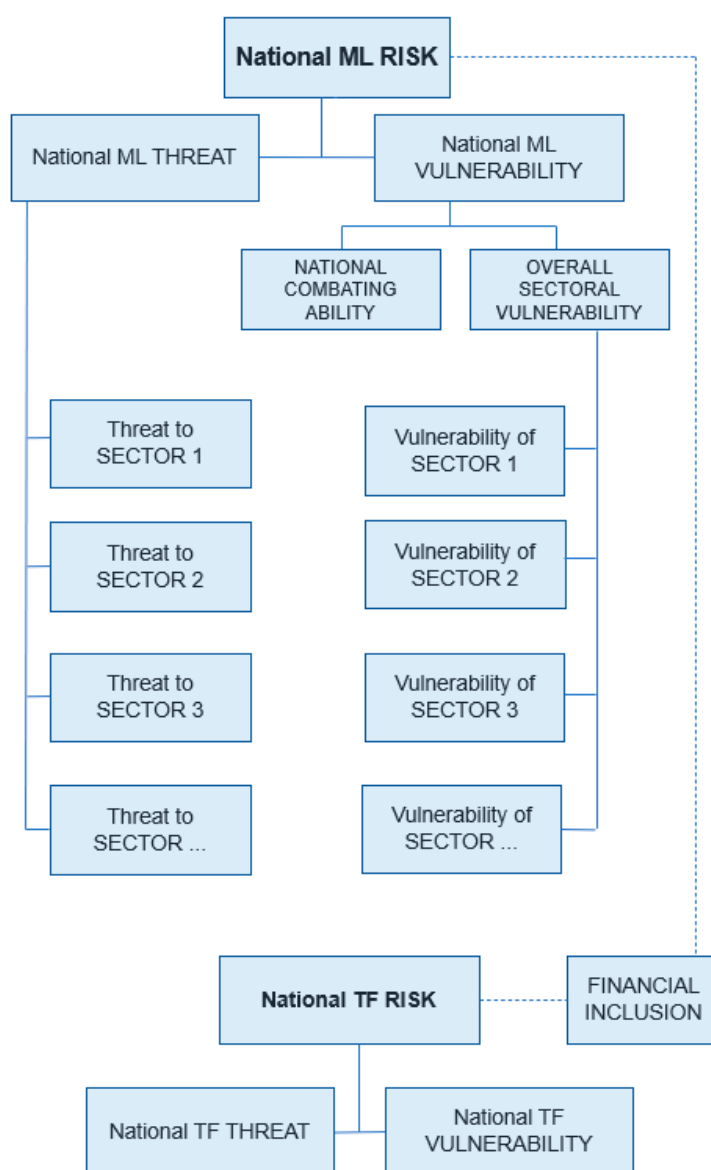 National ML RISK
National ML THREAT
National ML
VULNERABILITY
NATIONAL
COMBATING
ABILITY
OVERALL
SECTORAL
VULNERABILITY
Threat to
SECTOR 1
Vulnerability of
SECTOR 1
Threat to
SECTOR 2
Vulnerability of
SECTOR 2
Threat to
SECTOR 3
Vulnerability of
SECTOR 3
Threat to
SECTOR ...
Vulnerability of
SECTOR ...
National TF RISK
FINANCIAL
INCLUSION
National TF THREAT
National TF
VULNERABILITY